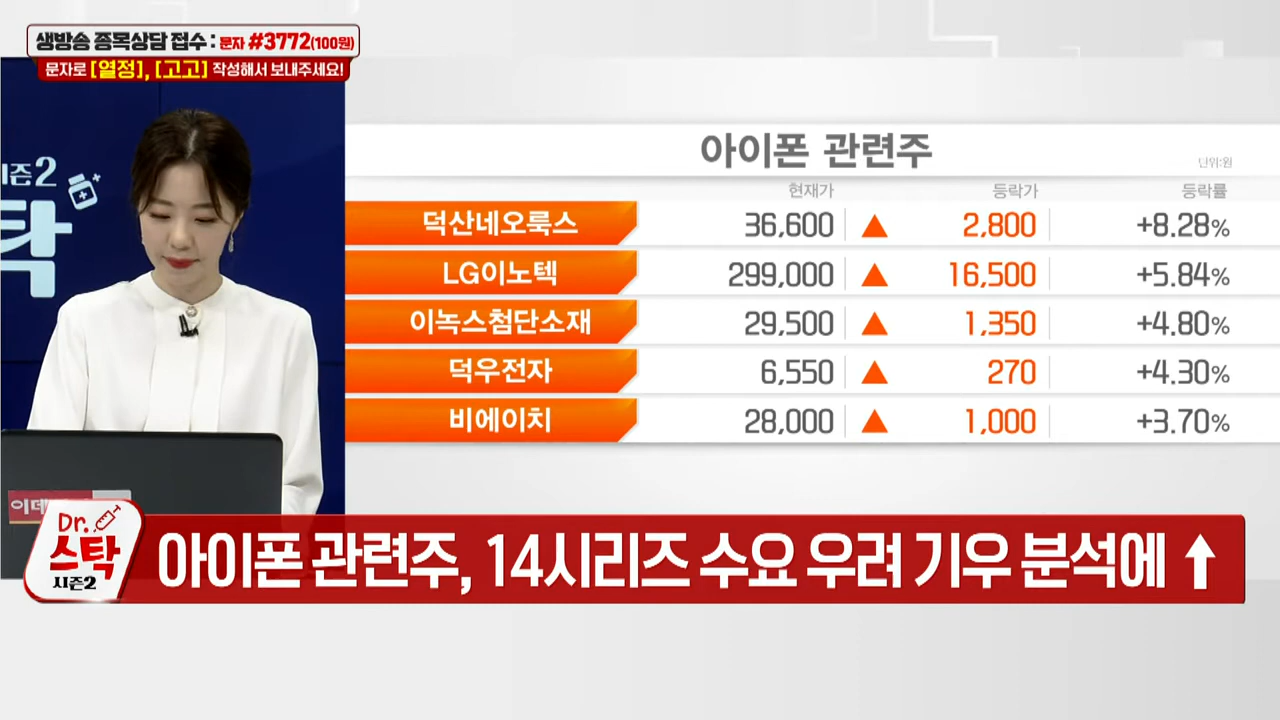 생방송 종목상담 접수 : 문자 #3772(100원)
문자로 [열정], [고고] 작성해서 보내주세요!
시즌2
탁
아이폰 관련주
단위:원
현재가 등락가 등락률
덕산네오룩스 36,600 ▲ 2,800 +8.28%
LG이노텍 299,000 ▲ 16,500 +5.84%
이녹스첨단소재 29,500 ▲ 1,350 +4.80%
덕우전자 6,550 ▲ 270 +4.30%
비에이치 28,000 ▲ 1,000 +3.70%
이데
Dr.
스탁
시즌2
아이폰 관련주, 14시리즈 수요 우려 기우 분석에 ↑